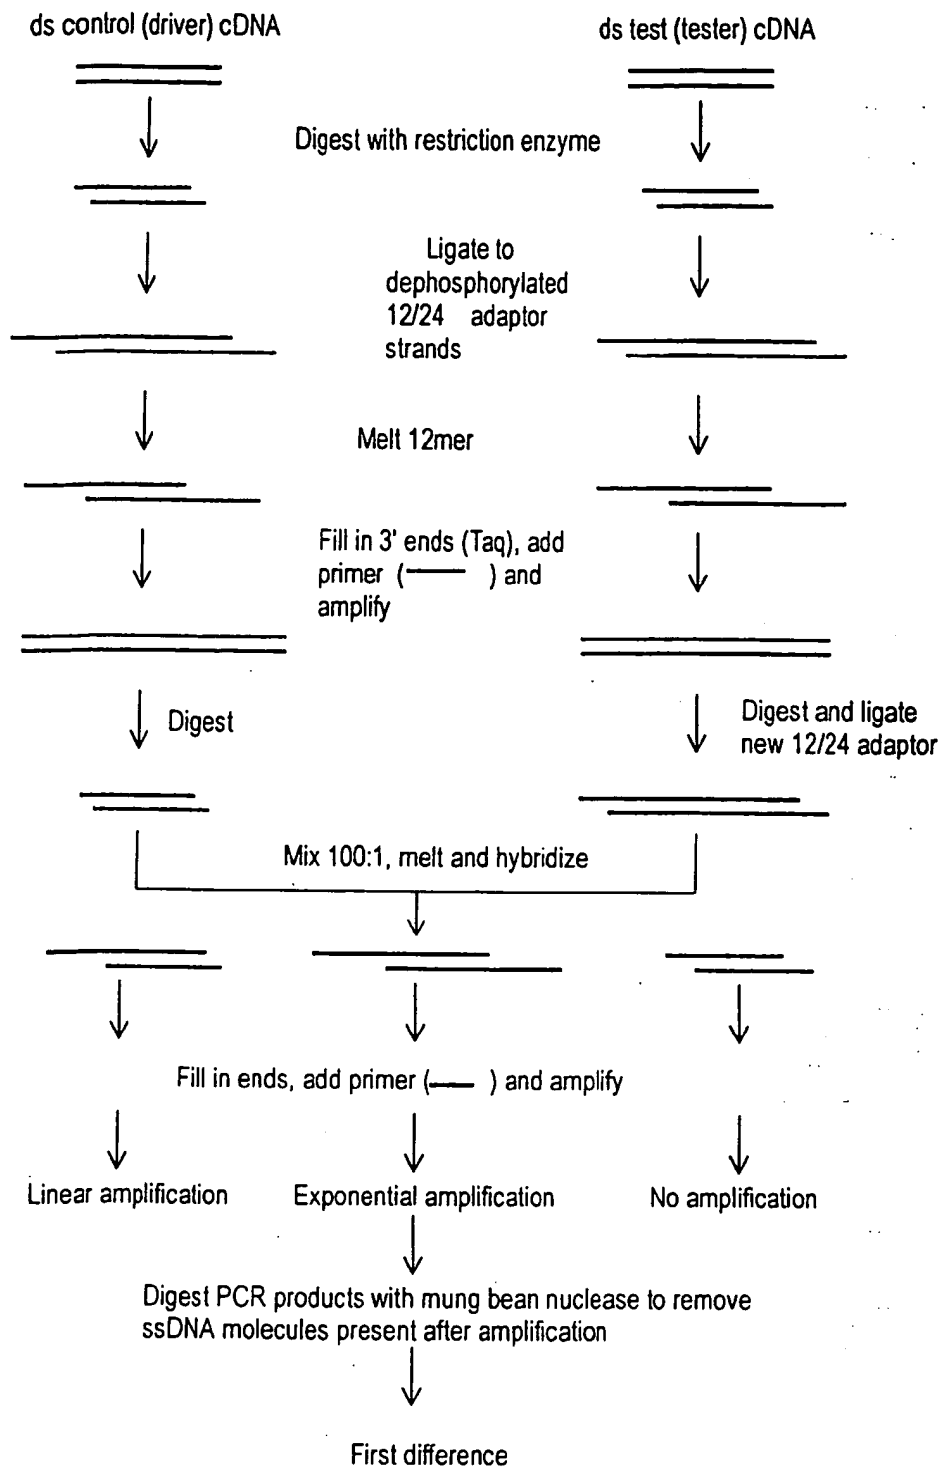 ds control (driver) cDNA
ds test (tester) cDNA
Digest with restriction enzyme
Ligate to
dephosphorylated
12/24 adaptor
strands
Melt 12mer
Fill in 3' ends (Taq), add
primer ( ) and
amplify
Digest
Digest and ligate
new 12/24 adaptor
Mix 100:1, melt and hybridize
Fill in ends, add primer ( ) and amplify
Linear amplification
Exponential amplification
No amplification
Digest PCR products with mung bean nuclease to remove
ssDNA molecules present after amplification
First difference